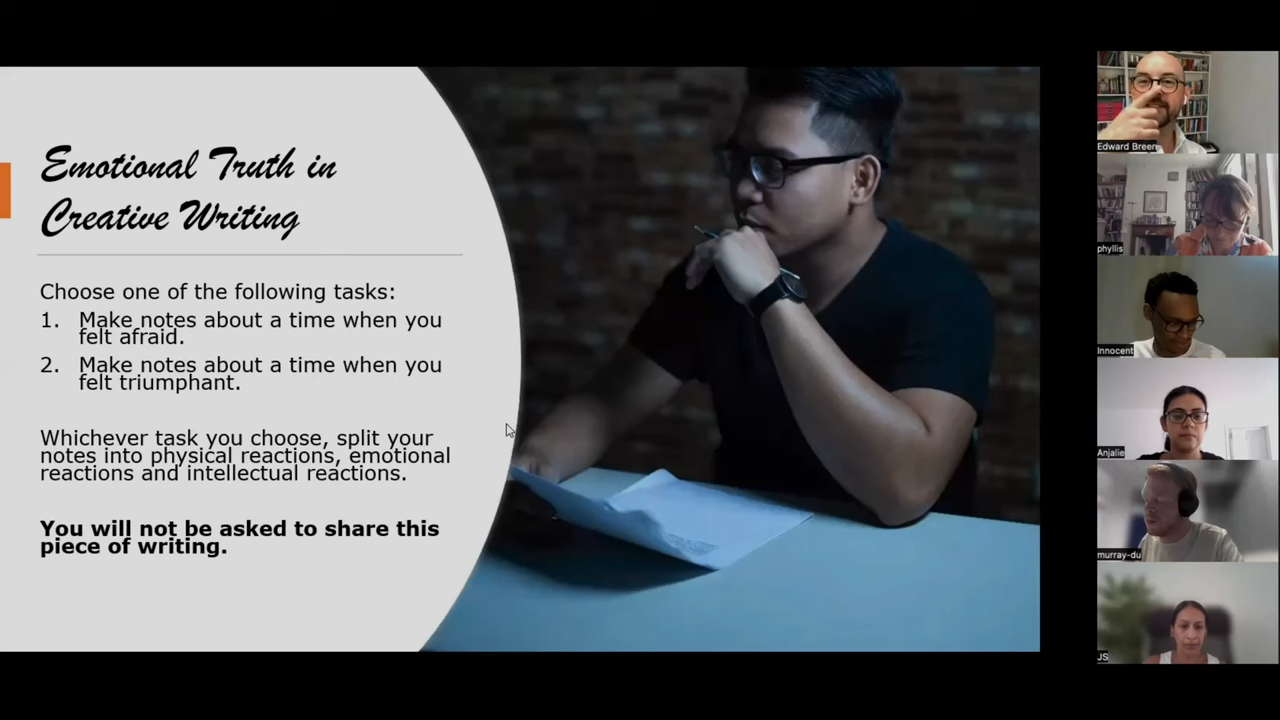 Emotional Truth in
Creative Writing
Choose one of the following tasks:
1. Make notes about a time when you
felt afraid.
2. Make notes about a time when you
felt triumphant.
Whichever task you choose, split your
notes into physical reactions, emotional
reactions and intellectual reactions.
You will not be asked to share this
piece of writing.
Edward Breen
phyllis
Innocent
Anjalie
murray-du
JS